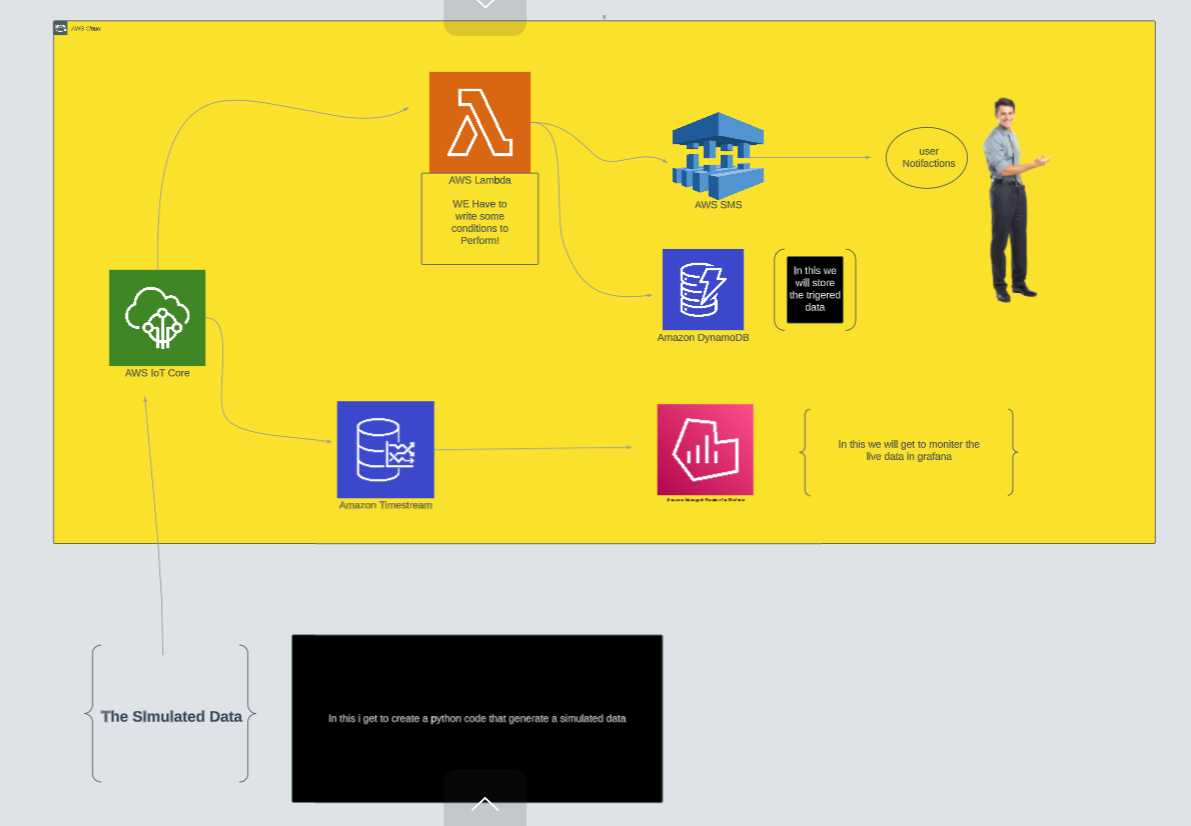 AWS Cloud
AWS Lambda
WE Have to
write some
conditions to
Perform!
AWS SMS
user
Notifactions
In this we
will store
the trigered
data
Amazon DynamoDB
AWS IoT Core
Amazon Timestream
In this we will get to moniter the
live data in grafana
The SImulated Data
In this i get to create a python code that generate a simulated data